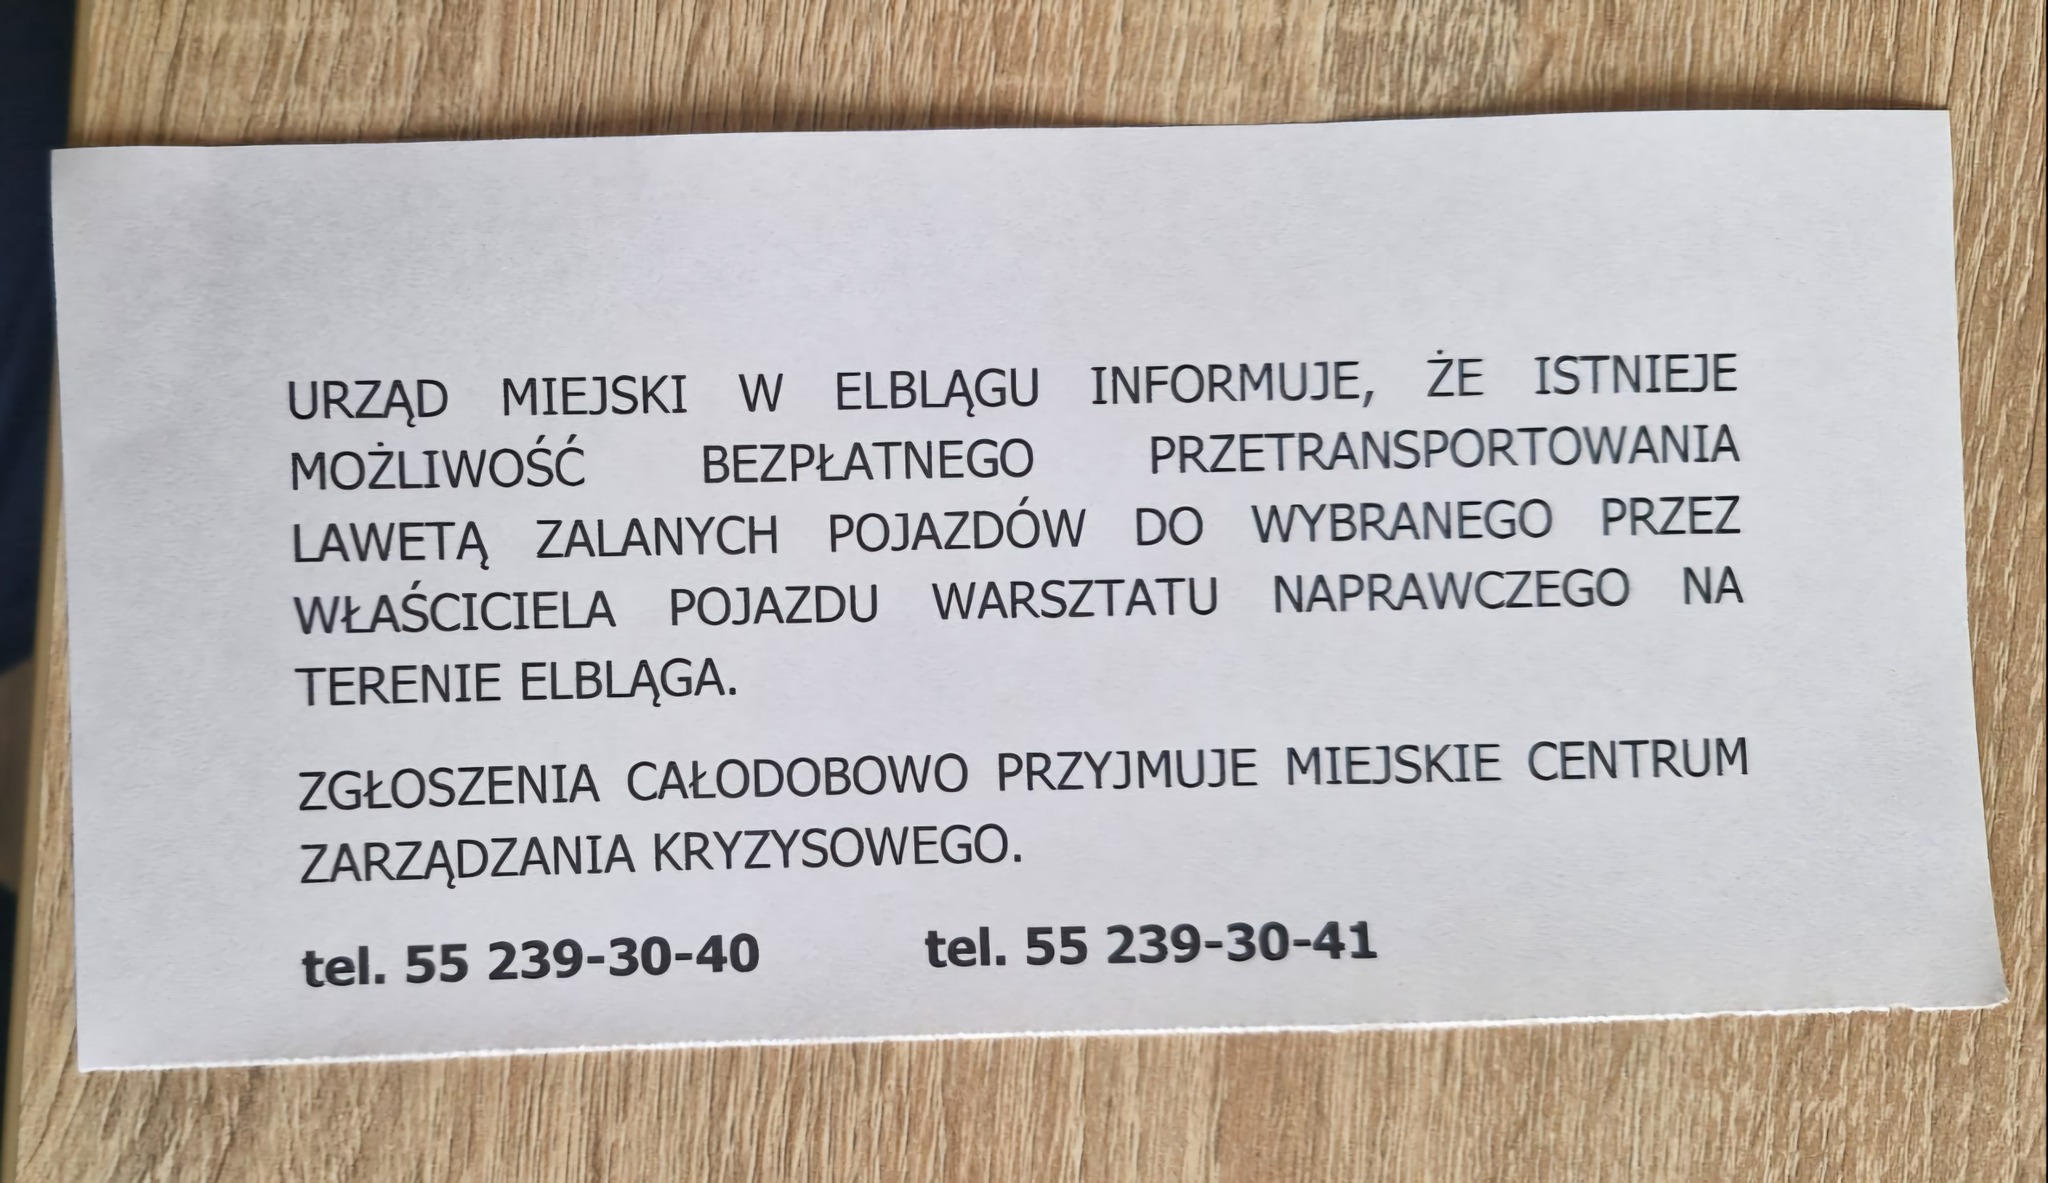 URZĄD MIEJSKI W ELBLĄGU INFORMUJE, ŻE ISTNIEJE
MOŻLIWOŚĆ BEZPŁATNEGO PRZETRANSPORTOWANIA
LAWETĄ ZALANYCH POJAZDÓW DO WYBRANEGO PRZEZ
WŁAŚCICIELA POJAZDU WARSZTATU NAPRAWCZEGO NA
TERENIE ELBLĄGA.
ZGŁOSZENIA CAŁODOBOWO PRZYJMUJE MIEJSKIE CENTRUM
ZARZĄDZANIA KRYZYSOWEGO.
tel. 55 239-30-40 tel. 55 239-30-41